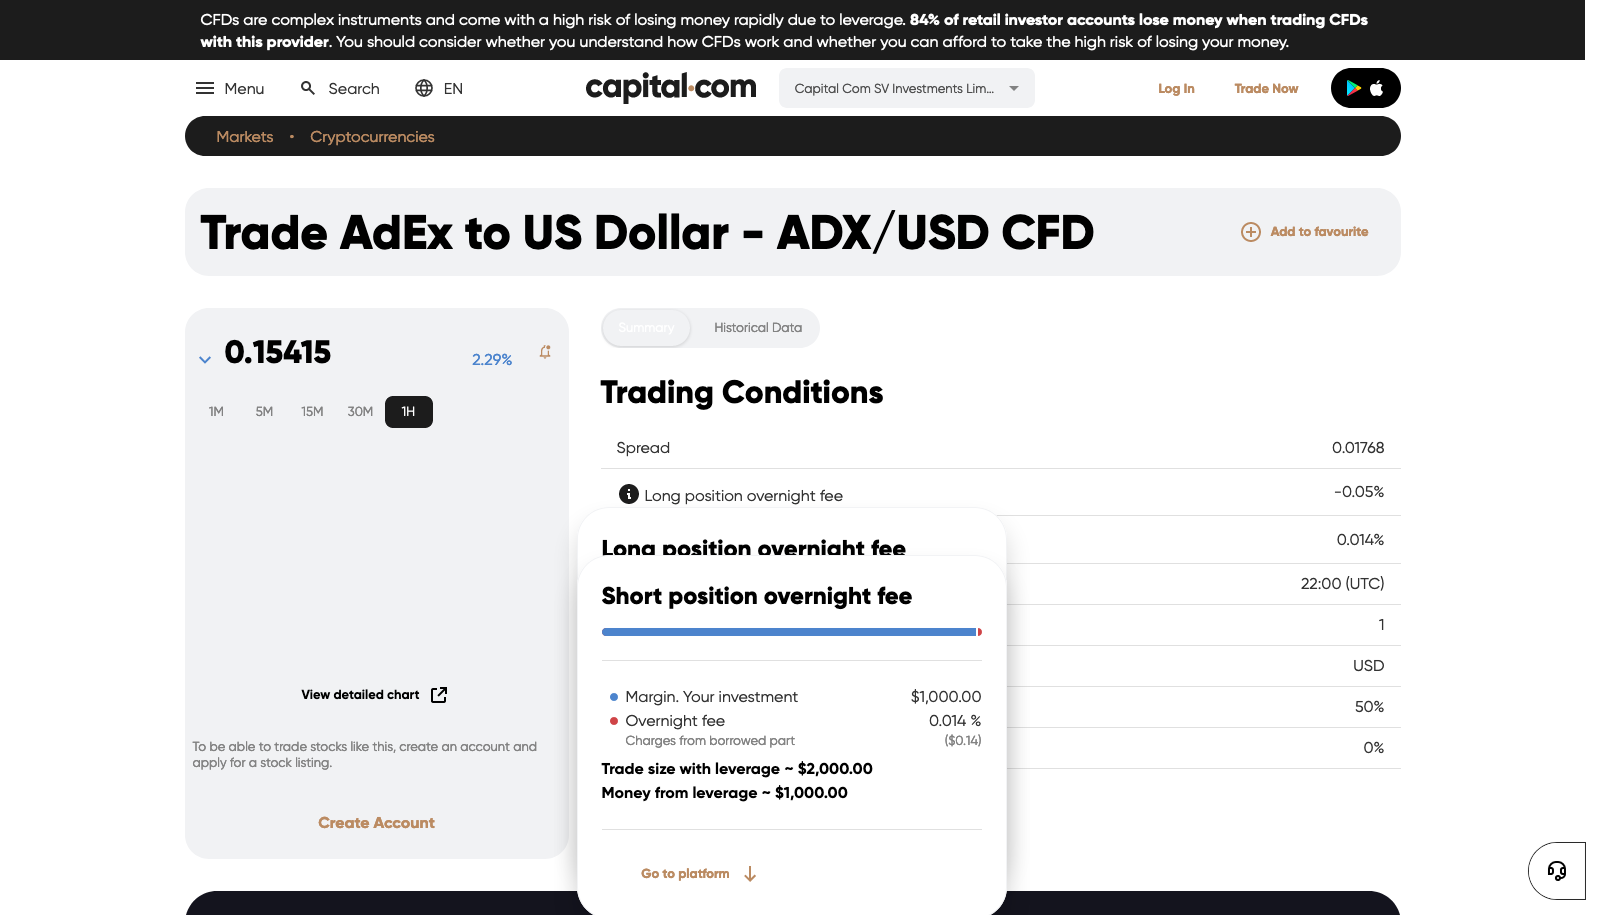 CFDs are complex instruments and come with a high risk of losing money rapidly due to leverage. 84% of retail investor accounts lose money when trading CFDs
with this provider. You should consider whether you understand how CFDs work and whether you can afford to take the high risk of losing your money.
Menu
Search
EN
capital.com
Capital Com SV Investments Lim...
Log In
Trade Now
Markets • Cryptocurrencies
Trade AdEx to US Dollar - ADX/USD CFD
Add to favourite
0.15415
2.29%
1M 5M 15M 30M 1H
View detailed chart
To be able to trade stocks like this, create an account and
apply for a stock listing.
Create Account
Summary
Historical Data
Trading Conditions
Spread 0.01768
Long position overnight fee -0.05%
0.014%
22:00 (UTC)
1
USD
50%
0%
Long position overnight fee
Short position overnight fee
Margin. Your investment $1,000.00
Overnight fee 0.014 %
Charges from borrowed part ($0.14)
Trade size with leverage ~ $2,000.00
Money from leverage ~ $1,000.00
Go to platform